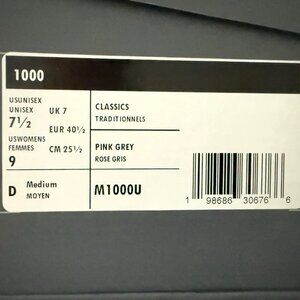 1000
USUNISEX
UNISEX
7½
USWOMENS
FEMMES
9
UK 7
EUR 40½
CM 25½
CLASSICS
TRADITIONNELS
PINK GREY
ROSE GRIS
D
Medium
MOYEN
M1000U
1 98686 30676 6